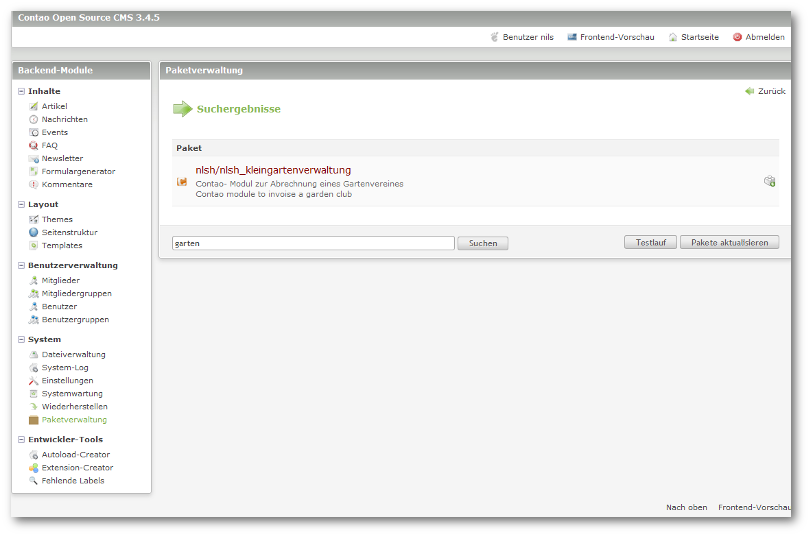 Contao Open Source CMS 3.4.5
Benutzer nils Frontend-Vorschau Startseite Abmelden
Backend-Module
Inhalte
Artikel
Nachrichten
Events
FAQ
Newsletter
Formulargenerator
Kommentare
Layout
Themes
Seitenstruktur
Templates
Benutzerverwaltung
Mitglieder
Mitgliedergruppen
Benutzer
Benutzergruppen
System
Dateiverwaltung
System-Log
Einstellungen
Systemwartung
Wiederherstellen
Paketverwaltung
Entwickler-Tools
Autoload-Creator
Extension-Creator
Fehlende Labels
Paketverwaltung
Zurück
Suchergebnisse
Paket
nlsh/nlsh_kleingartenverwaltung
Contao- Modul zur Abrechnung eines Gartenvereines
Contao module to invoise a garden club
garten Suchen Testlauf Pakete aktualisieren
Nach oben Frontend-Vorschau